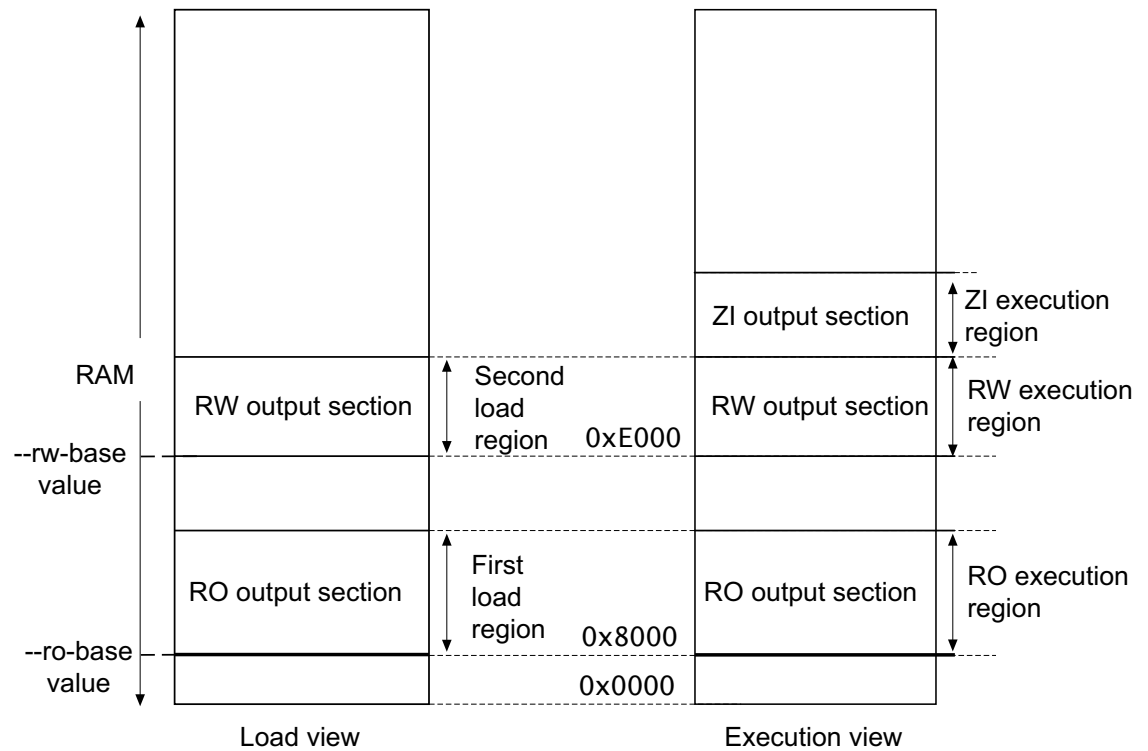 ZI output section
ZI execution
region
RAM
RW output section
Second
load
region
0xE000
RW output section
RW execution
region
--rw-base
value
RO output section
First
load
region
0x8000
RO output section
RO execution
region
--ro-base
value
0x0000
Load view
Execution view